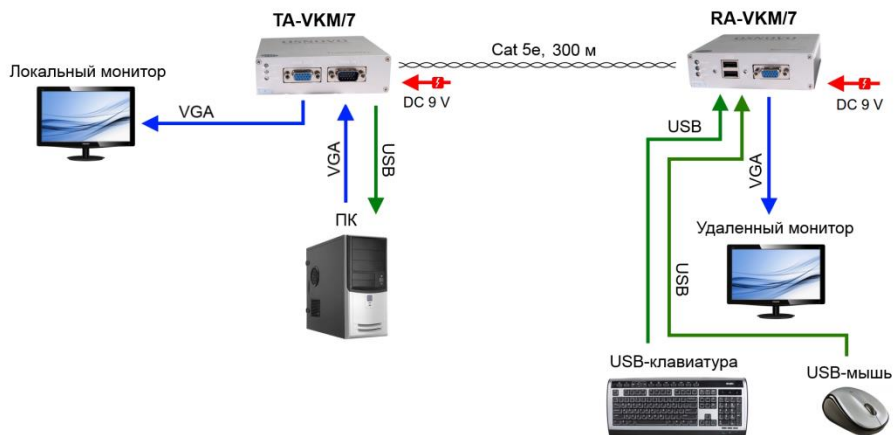 TA-VKM/7
RA-VKM/7
Cat 5e, 300 м
Локальный монитор
DC 9 V
DC 9 V
VGA
USB
VGA
USB
VGA
ПК
Удаленный монитор
USB
USB-клавиатура
USB-мышь